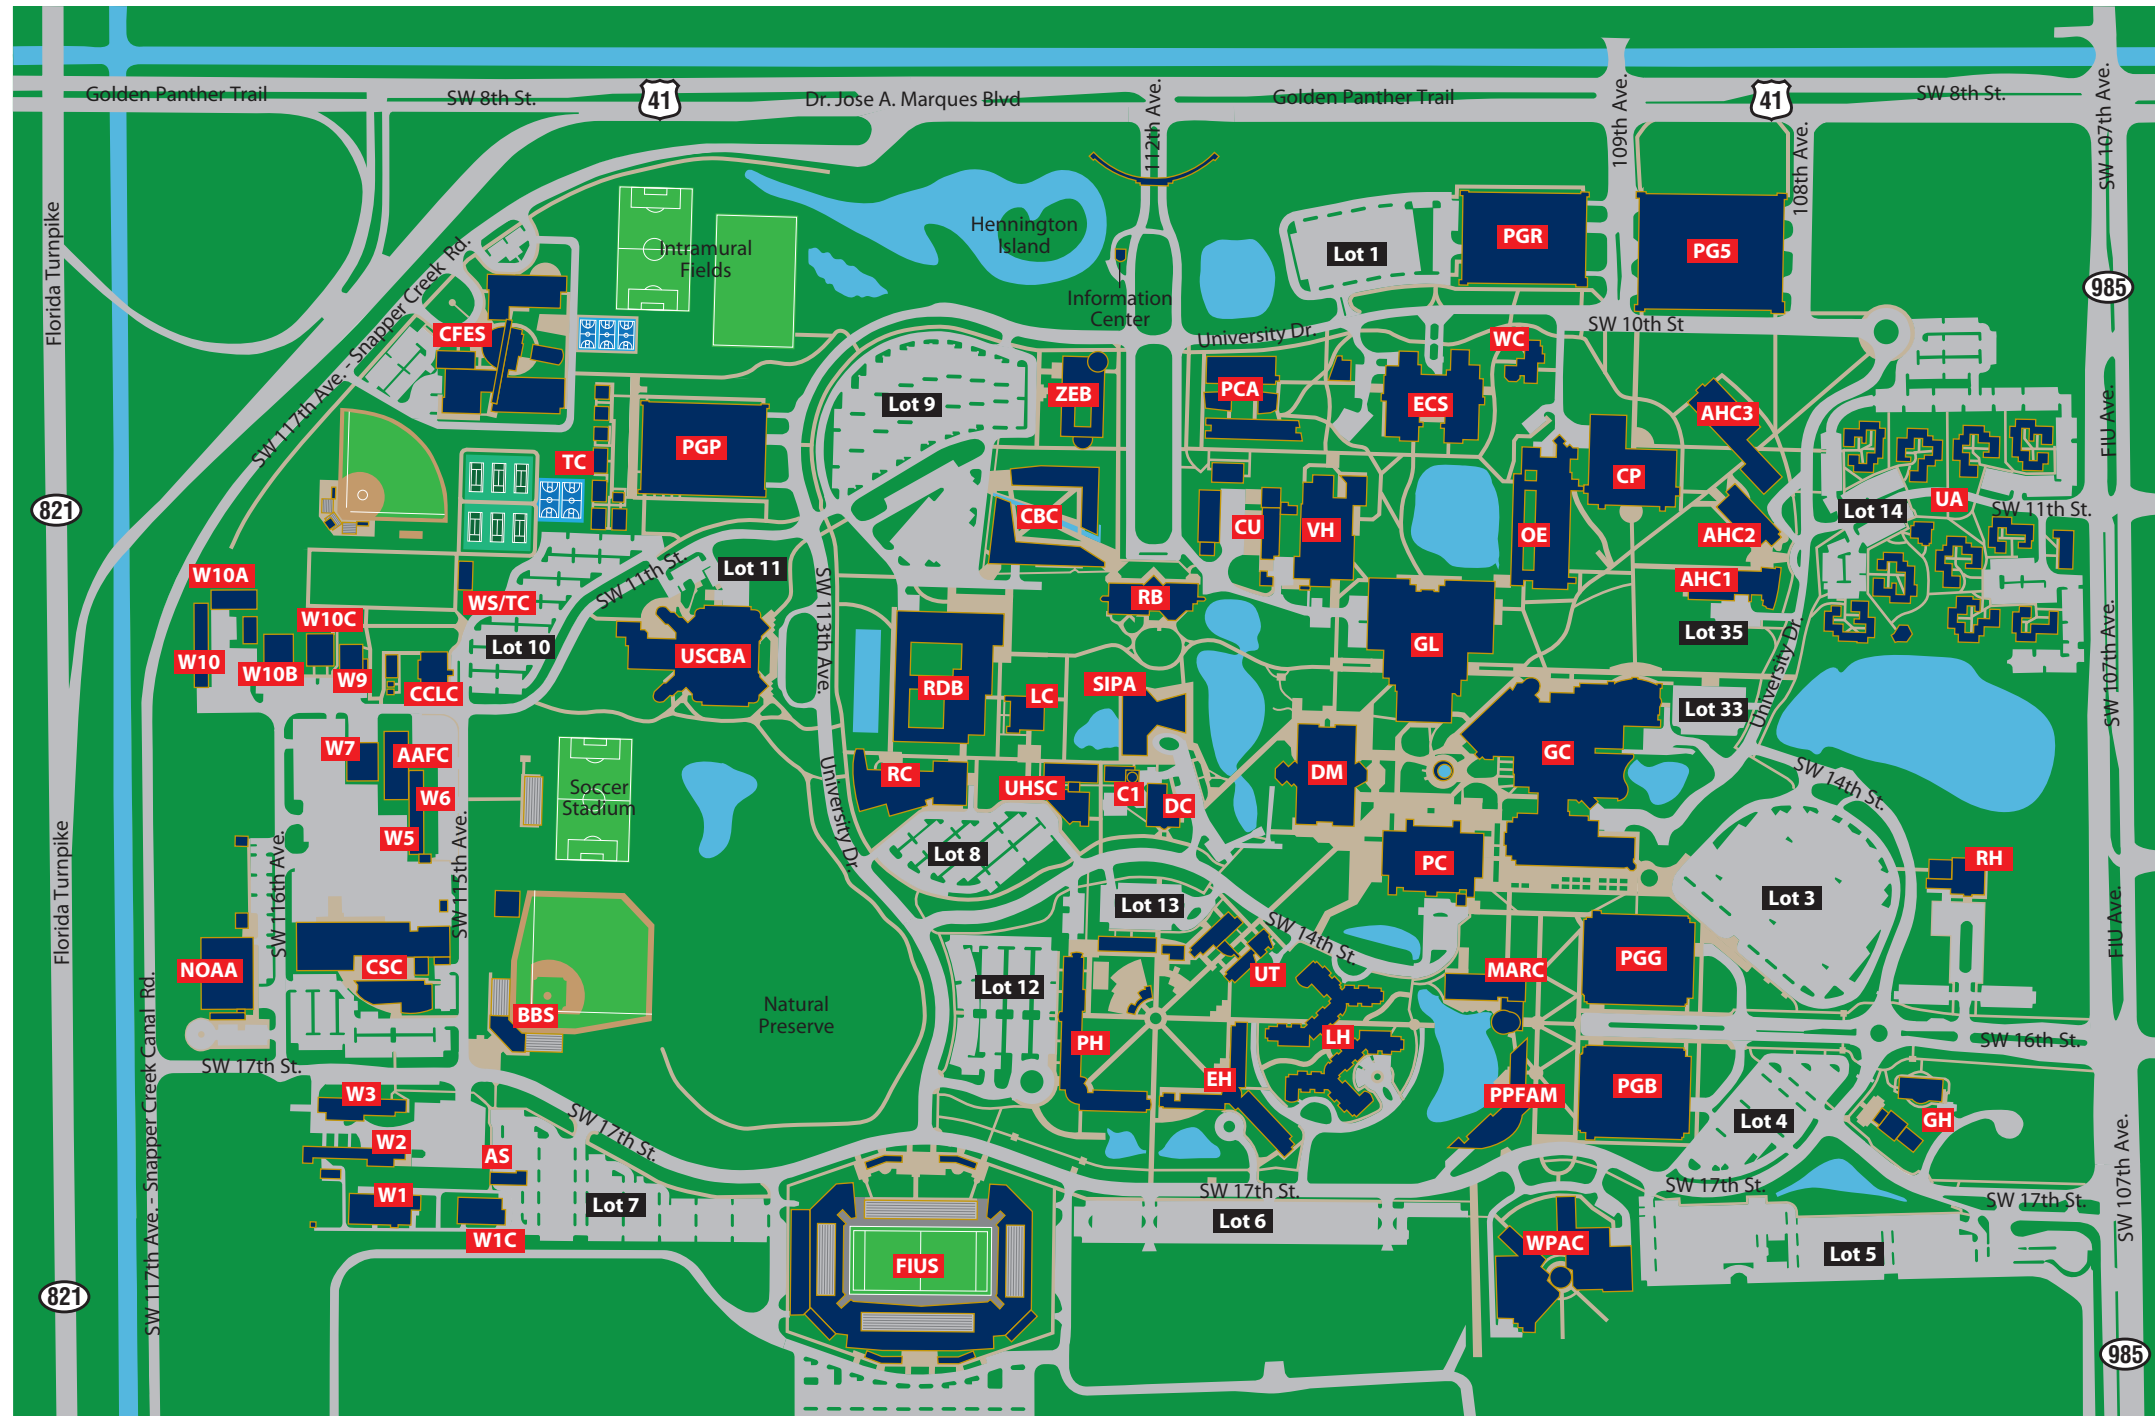 Golden Panther Trail
SW 8th St.
41
Dr. Jose A. Marques Blvd
112th Ave.
Golden Panther Trail
109th Ave.
41
108th Ave.
SW 8th St.
SW 107th Ave.
Florida Turnpike
SW 117th Ave. - Snapper Creek Rd.
Intramural
Fields
Hennington
Island
Information
Center
Lot 1
PGR
PG5
985
University Dr.
SW 10th St
CFES
WC
ZEB
PCA
ECS
Lot 9
AHC3
FIU Ave.
PGP
TC
CP
UA
Lot 14
SW 11th St.
821
CBC
CU
VH
OE
AHC2
W10A
SW 11th St.
Lot 11
SW 113th Ave.
AHC1
WS/TC
RB
W10C
Lot 35
Lot 10
GL
SW 107th Ave.
W10
W10B
W9
CCLC
USCBA
RDB
LC
SIPA
Lot 33
University Dr.
W7
AAFC
GC
W6
Soccer
Stadium
University Dr.
RC
UHSC
C1
DC
DM
SW 14th St.
W5
Lot 8
PC
RH
Florida Turnpike
SW 116th Ave.
SW 115th Ave.
Lot 13
Lot 3
FIU Ave.
SW 14th St.
NOAA
CSC
Lot 12
UT
MARC
PGG
BBS
Natural
Preserve
PH
LH
SW 16th St.
SW 17th St.
EH
PPFAM
PGB
W3
Lot 4
GH
SW 17th St.
W2
AS
SW 107th Ave.
W1
Lot 7
SW 17th St.
SW 17th St.
SW 17th St.
Lot 6
W1C
WPAC
Lot 5
FIUS
SW 117th Ave. - Snapper Creek Canal Rd.
821
985